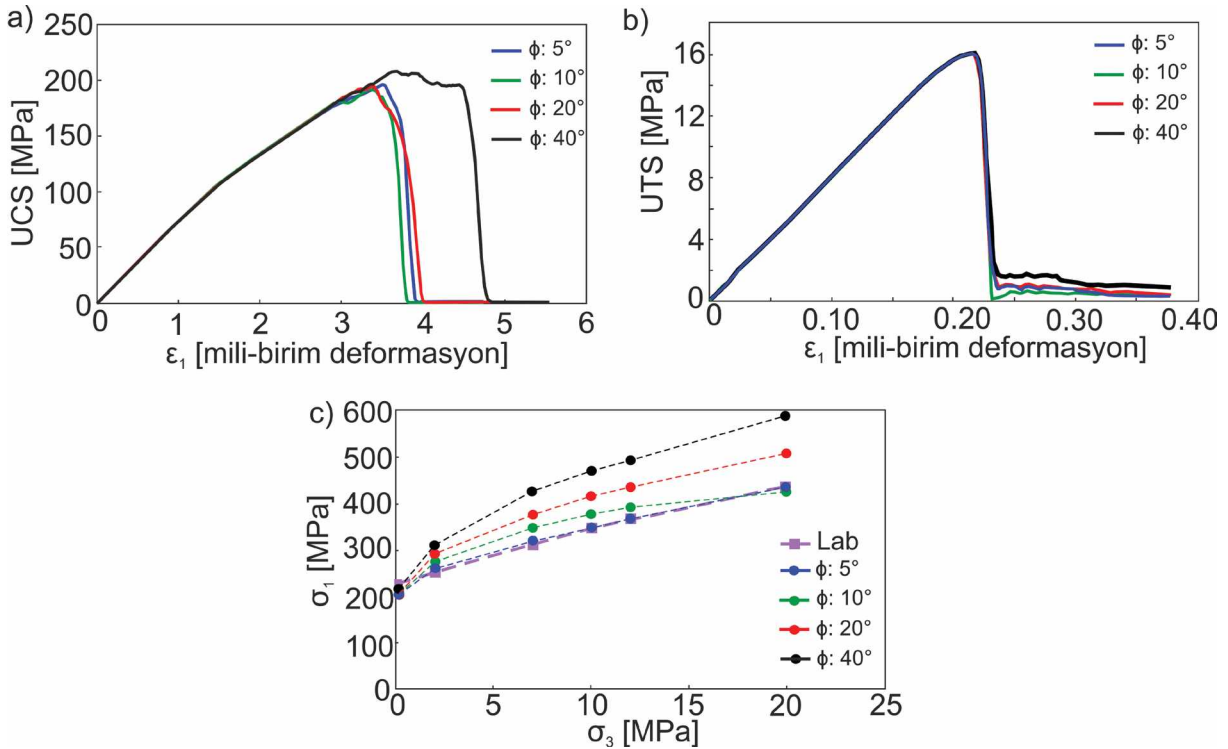 a)
250
200
150
100
50
0
UCS [MPa]
0 1 2 3 4 5 6
ε₁ [mili-birim deformasyon]
ϕ: 5°
ϕ: 10°
ϕ: 20°
ϕ: 40°
b)
16
12
8
4
0
UTS [MPa]
0 0.10 0.20 0.30 0.40
ε₁ [mili-birim deformasyon]
ϕ: 5°
ϕ: 10°
ϕ: 20°
ϕ: 40°
c)
600
500
400
300
200
100
0
σ₁ [MPa]
0 5 10 15 20 25
σ₃ [MPa]
Lab
ϕ: 5°
ϕ: 10°
ϕ: 20°
ϕ: 40°